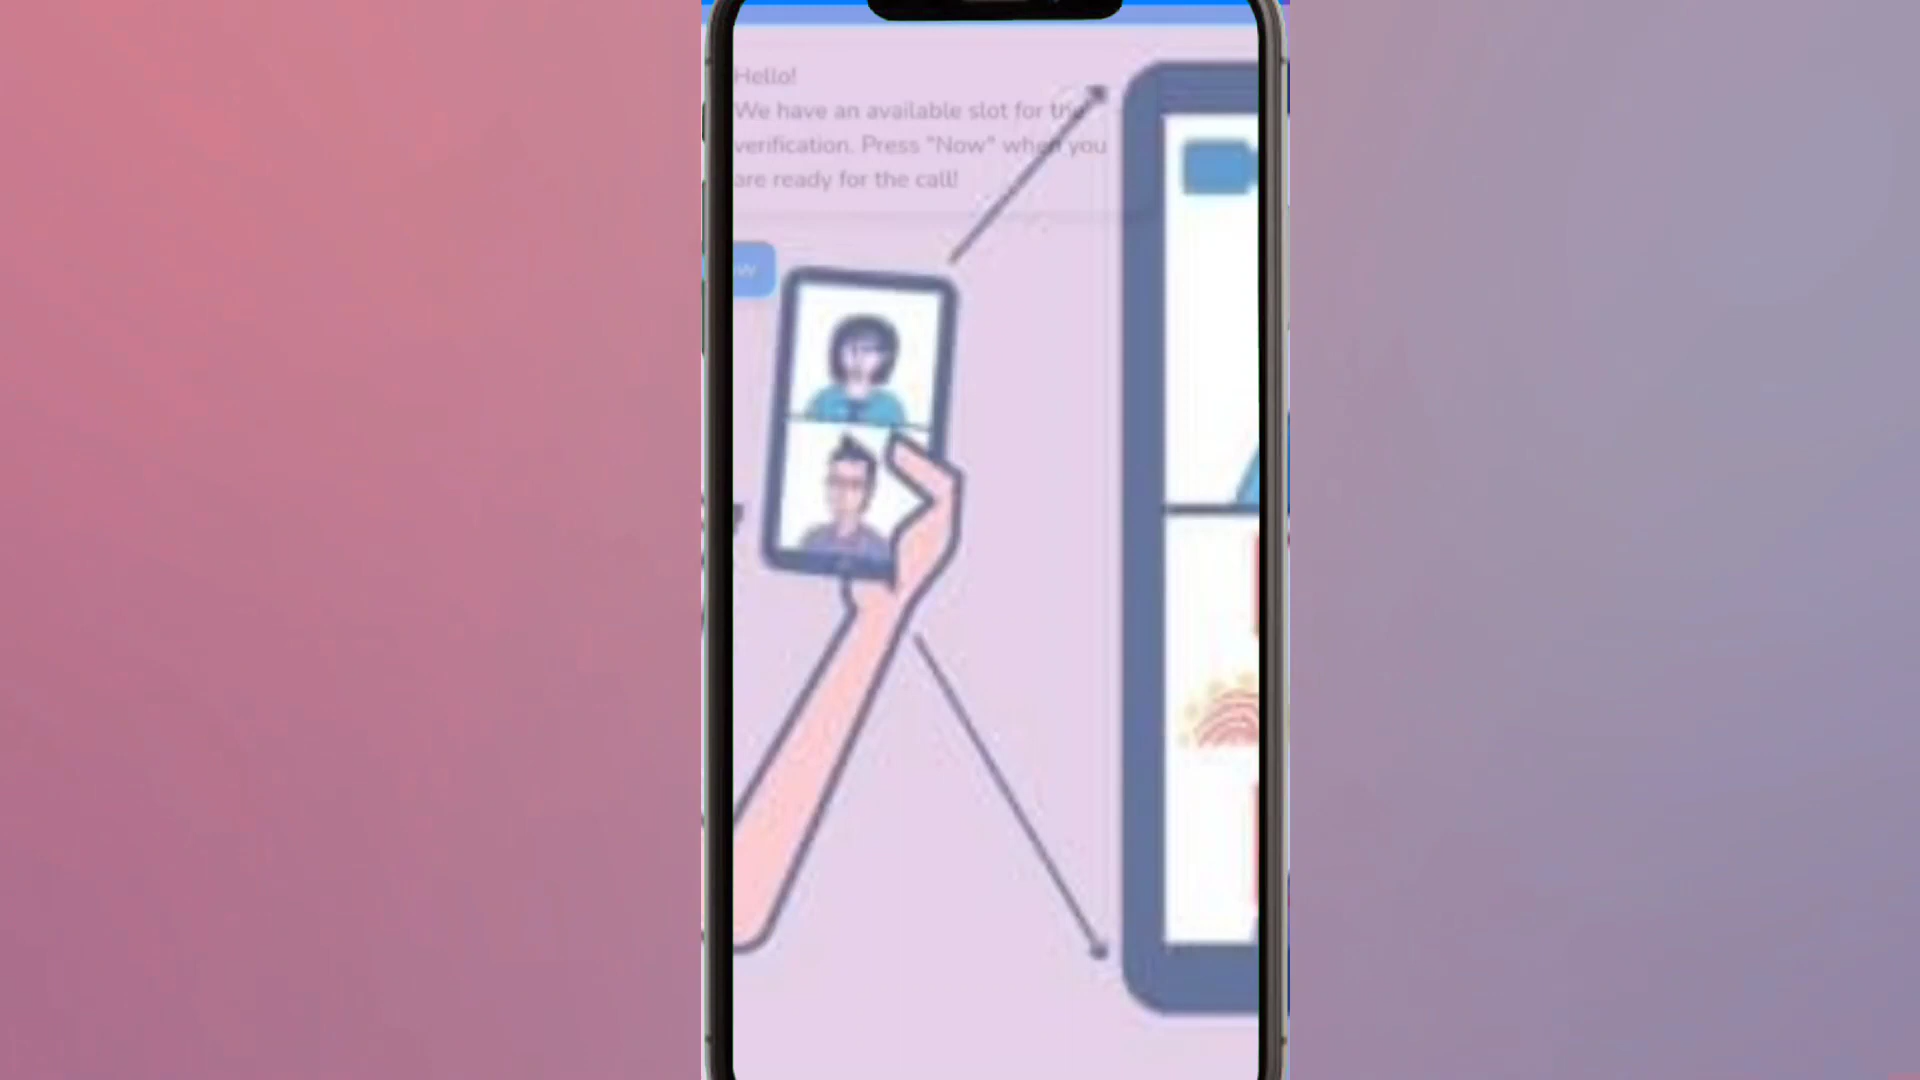 Hello!
We have an available slot for the
verification. Press "Now" when you
are ready for the call!